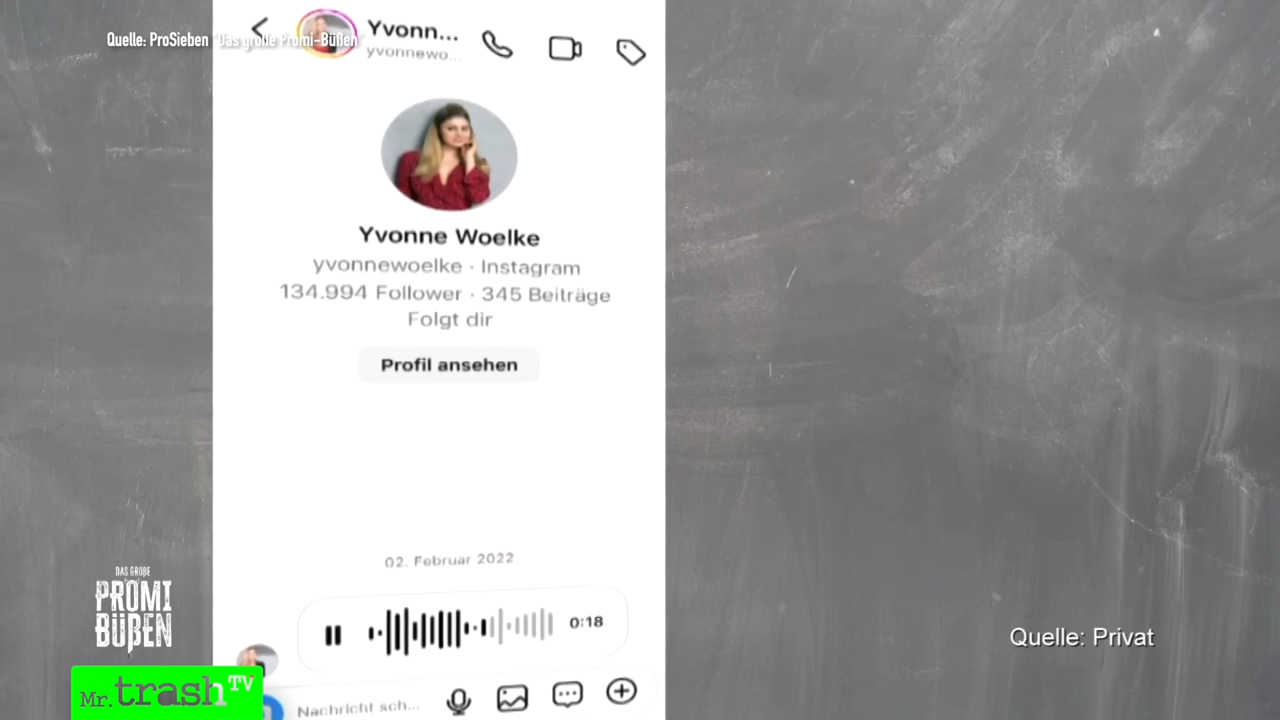 Quelle: ProSieben "Das große Promi-Büßen"
Yvonn...
yvonnewo...
Yvonne Woelke
yvonnewoelke · Instagram
134.994 Follower · 345 Beiträge
Folgt dir
Profil ansehen
02. Februar 2022
0:18
Nachricht sch...
DAS GROẞE
PROMI
BÜßEN
Mr. trash TV
Quelle: Privat